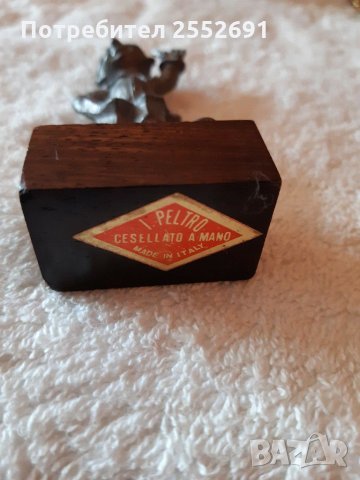 Потребител 2552691
I. PELTRO
CESELLATO A MANO
MADE IN ITALY
BAZAR